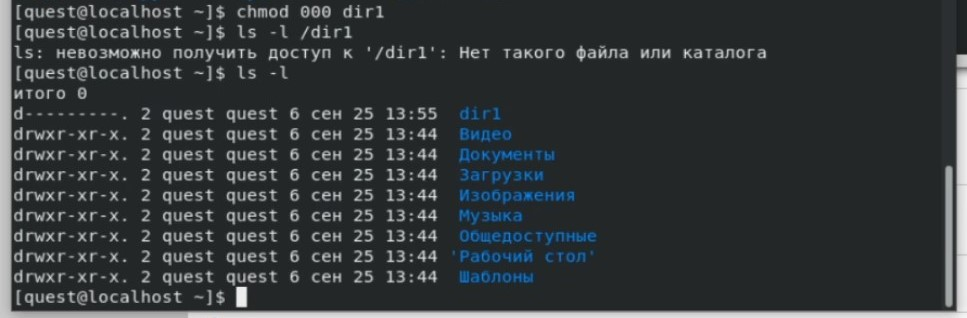 [quest@localhost ~]$ chmod 000 dir1
[quest@localhost ~]$ ls -l /dir1
ls: невозможно получить доступ к '/dir1': Нет такого файла или каталога
[quest@localhost ~]$ ls -l
итого 0
d---------. 2 quest quest 6 сен 25 13:55  dir1
drwxr-xr-x. 2 quest quest 6 сен 25 13:44  Видео
drwxr-xr-x. 2 quest quest 6 сен 25 13:44  Документы
drwxr-xr-x. 2 quest quest 6 сен 25 13:44  Загрузки
drwxr-xr-x. 2 quest quest 6 сен 25 13:44  Изображения
drwxr-xr-x. 2 quest quest 6 сен 25 13:44  Музыка
drwxr-xr-x. 2 quest quest 6 сен 25 13:44  Общедоступные
drwxr-xr-x. 2 quest quest 6 сен 25 13:44 'Рабочий стол'
drwxr-xr-x. 2 quest quest 6 сен 25 13:44  Шаблоны
[quest@localhost ~]$